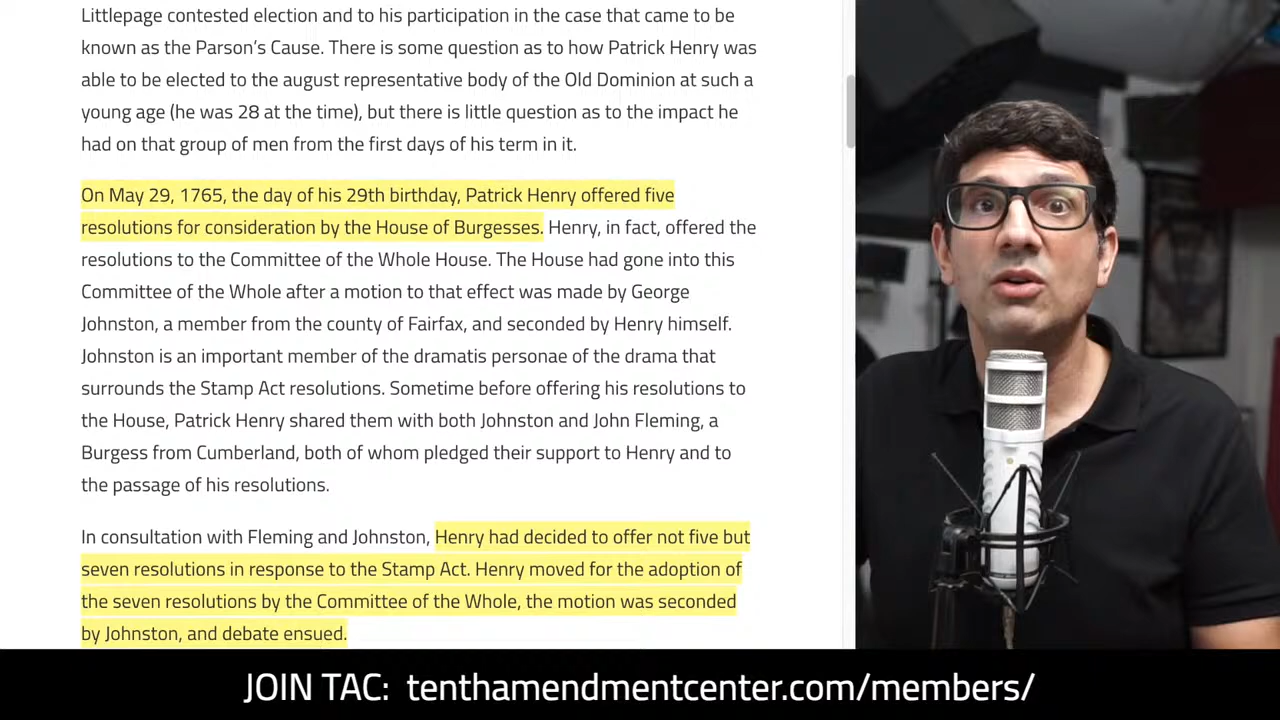 Littlepage contested election and to his participation in the case that came to be
known as the Parson's Cause. There is some question as to how Patrick Henry was
able to be elected to the august representative body of the Old Dominion at such a
young age (he was 28 at the time), but there is little question as to the impact he
had on that group of men from the first days of his term in it.
On May 29, 1765, the day of his 29th birthday, Patrick Henry offered five
resolutions for consideration by the House of Burgesses. Henry, in fact, offered the
resolutions to the Committee of the Whole House. The House had gone into this
Committee of the Whole after a motion to that effect was made by George
Johnston, a member from the county of Fairfax, and seconded by Henry himself.
Johnston is an important member of the dramatis personae of the drama that
surrounds the Stamp Act resolutions. Sometime before offering his resolutions to
the House, Patrick Henry shared them with both Johnston and John Fleming, a
Burgess from Cumberland, both of whom pledged their support to Henry and to
the passage of his resolutions.
In consultation with Fleming and Johnston, Henry had decided to offer not five but
seven resolutions in response to the Stamp Act. Henry moved for the adoption of
the seven resolutions by the Committee of the Whole, the motion was seconded
by Johnston, and debate ensued.
JOIN TAC: tenthamendmentcenter.com/members/